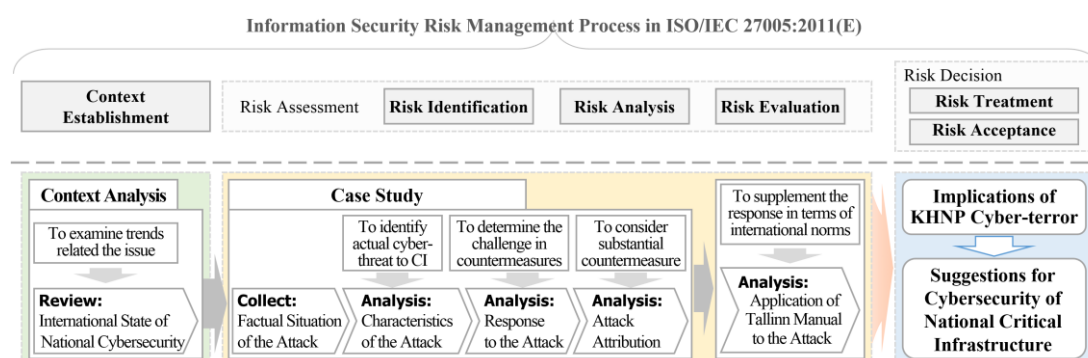 Information Security Risk Management Process in ISO/IEC 27005:2011(E)
Context
Establishment
Risk Assessment
Risk Identification
Risk Analysis
Risk Evaluation
Risk Decision
Risk Treatment
Risk Acceptance
Context Analysis
To examine trends
related the issue
Review:
International State of
National Cybersecurity
Case Study
To identify
actual cyber-
threat to CI
To determine the
challenge in
countermeasures
To consider
substantial
countermeasure
Collect:
Factual Situation
of the Attack
Analysis:
Characteristics
of the Attack
Analysis:
Response
to the Attack
Analysis:
Attack
Attribution
To supplement the
response in terms of
international norms
Analysis:
Application of
Tallinn Manual
to the Attack
Implications of
KHNP Cyber-terror
Suggestions for
Cybersecurity of
National Critical
Infrastructure